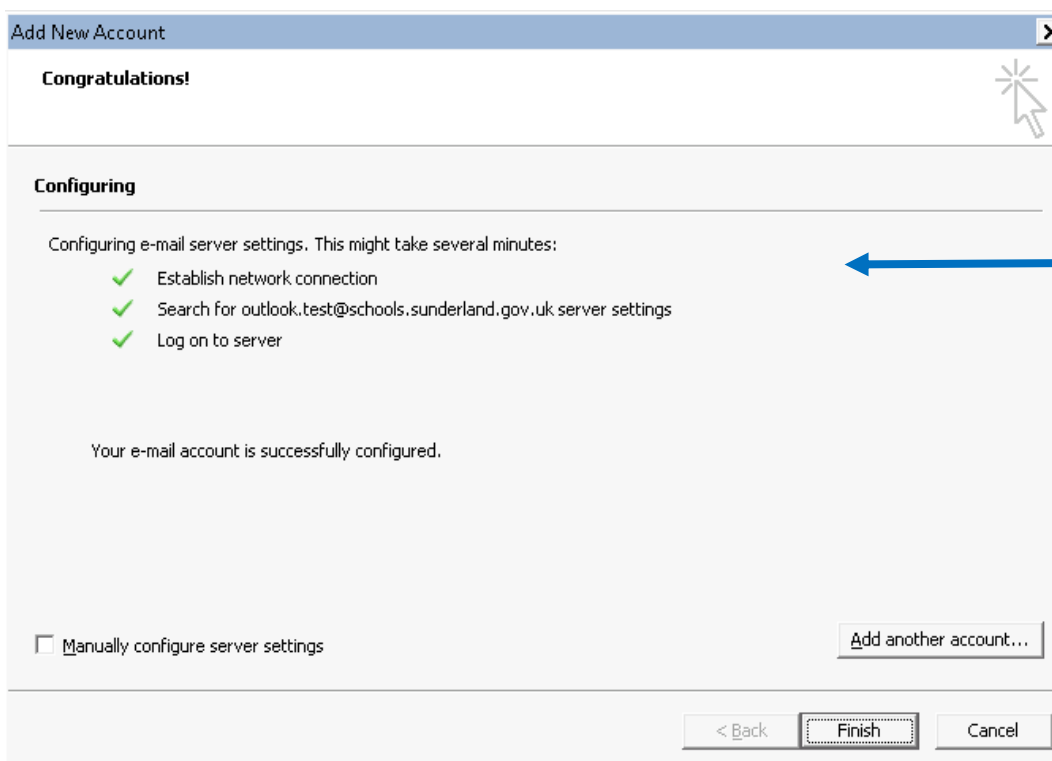 Add New Account
Congratulations!
Configuring
Configuring e-mail server settings. This might take several minutes:
Establish network connection
Search for outlook.test@schools.sunderland.gov.uk server settings
Log on to server
Your e-mail account is successfully configured.
Manually configure server settings
Add another account...
< Back
Finish
Cancel